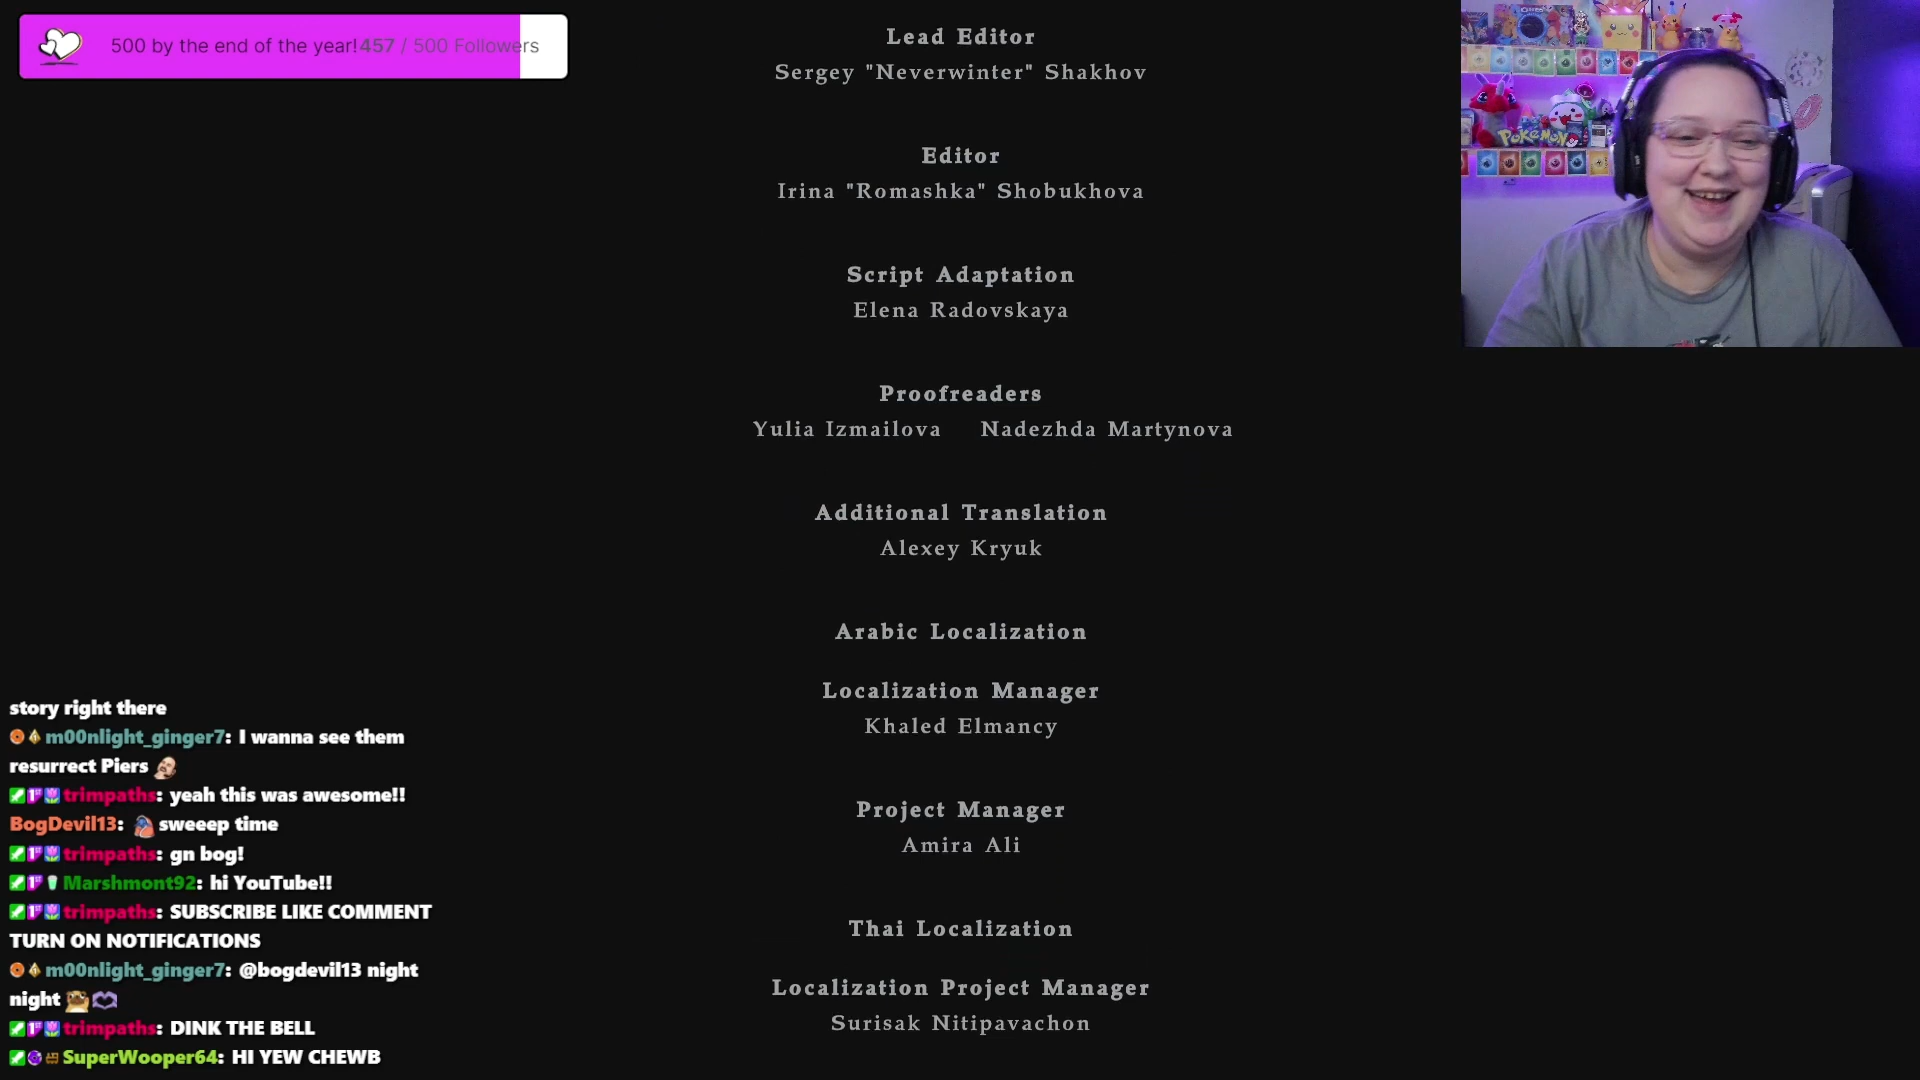 500 by the end of the year!457 / 500 Followers
Lead Editor
Sergey "Neverwinter" Shakhov
Editor
Irina "Romashka" Shobukhova
Script Adaptation
Elena Radovskaya
Proofreaders
Yulia Izmailova Nadezhda Martynova
Additional Translation
Alexey Kryuk
Arabic Localization
Localization Manager
Khaled Elmancy
Project Manager
Amira Ali
Thai Localization
Localization Project Manager
Surisak Nitipavachon
POKéMON
story right there
m00nlight_ginger7: I wanna see them
resurrect Piers
trimpaths: yeah this was awesome!!
BogDevil13: sweeep time
trimpaths: gn bog!
Marshmont92: hi YouTube!!
trimpaths: SUBSCRIBE LIKE COMMENT
TURN ON NOTIFICATIONS
m00nlight_ginger7: @bogdevil13 night
night
trimpaths: DINK THE BELL
SuperWooper64: HI YEW CHEWB